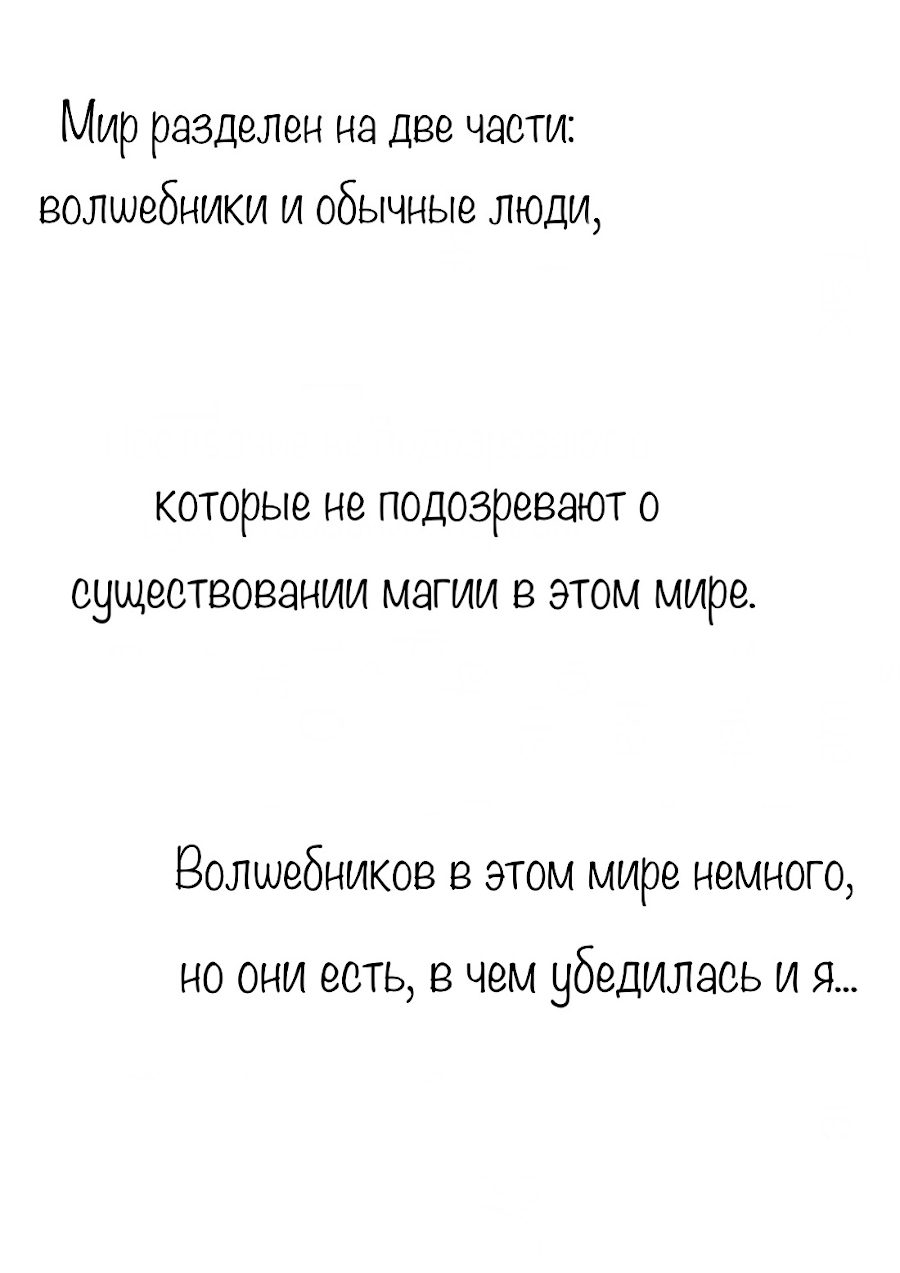 Мир разделен на две части:
волшебники и обычные люди,
которые не подозревают о
существовании магии в этом мире.
Волшебников в этом мире немного,
но они есть, в чем убедилась и я...